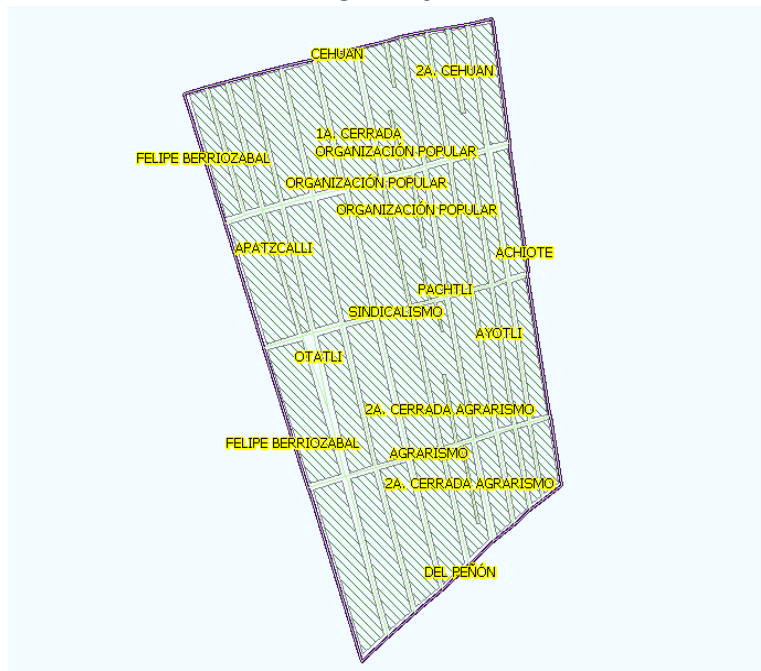 CEHUAN
2A. CEHUAN
1A. CERRADA
ORGANIZACIÓN POPULAR
FELIPE BERRIOZABAL
ORGANIZACIÓN POPULAR
ORGANIZACIÓN POPULAR
APATZCALLI
ACHIOTE
PACHTLI
SINDICALISMO
AYOTLI
OTATLI
2A. CERRADA AGRARISMO
FELIPE BERRIOZABAL
AGRARISMO
2A. CERRADA AGRARISMO
DEL PEÑÓN